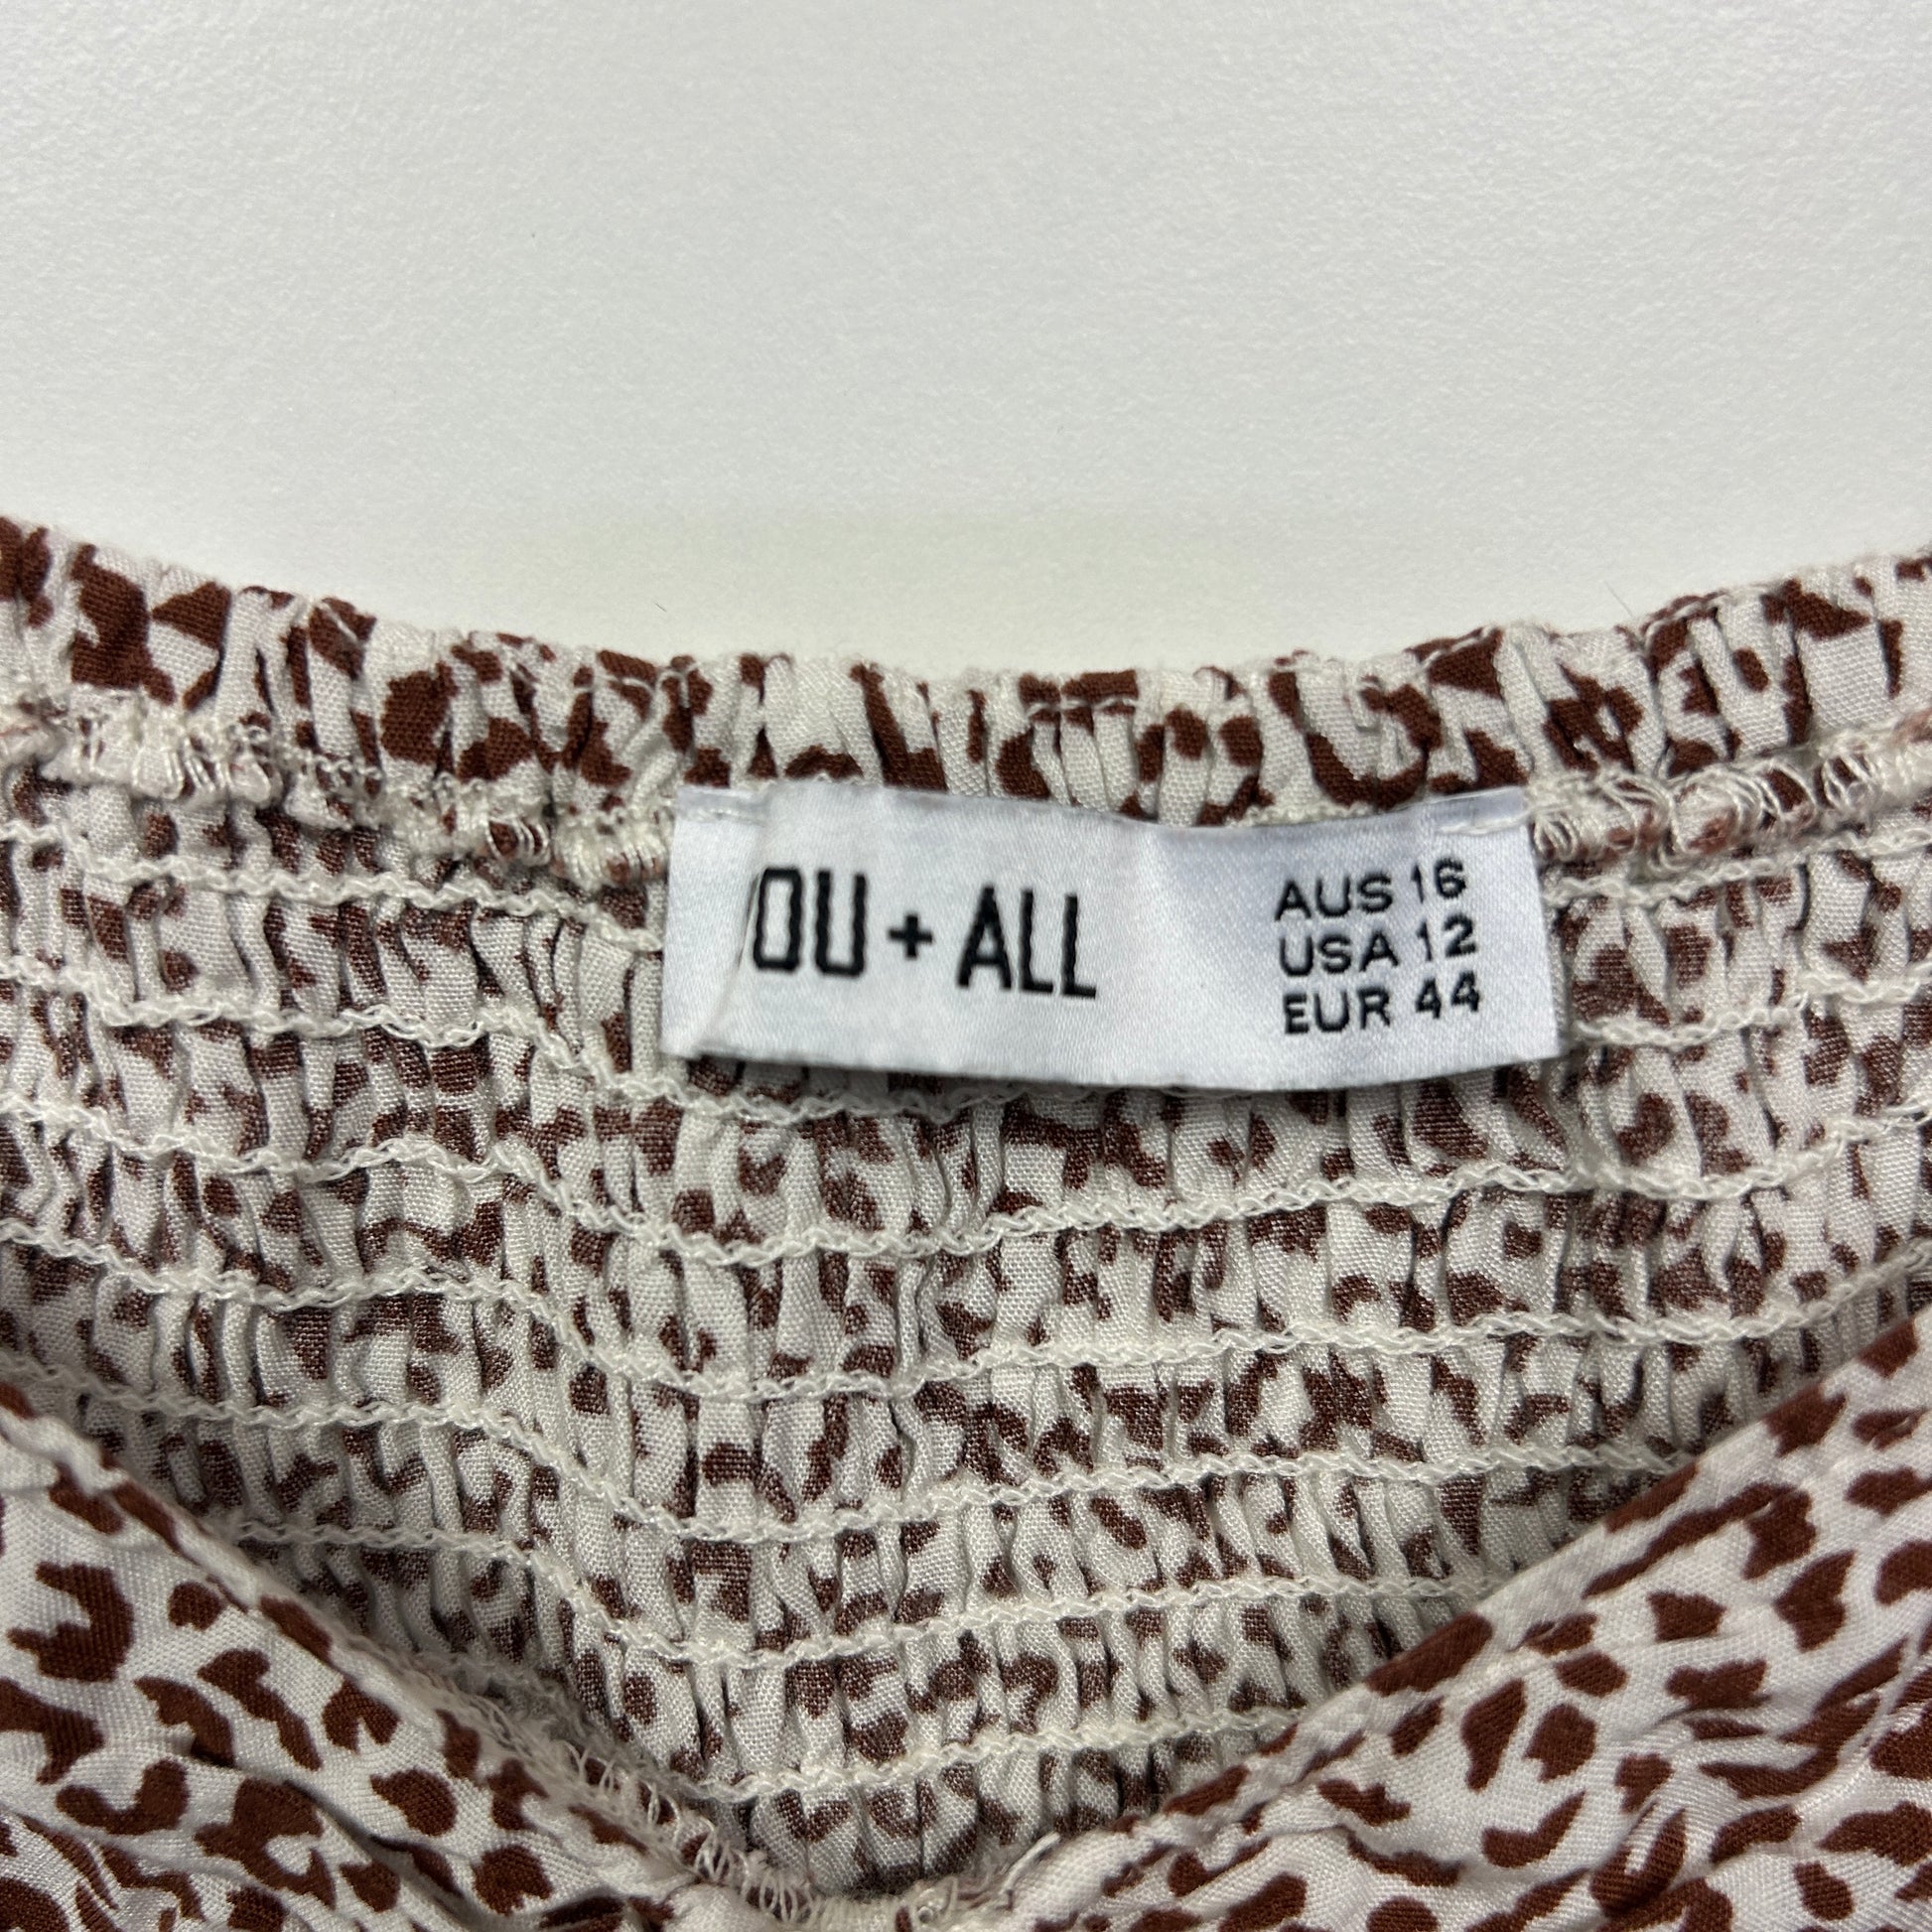 OU + ALL
AUS 16
USA 12
EUR 44